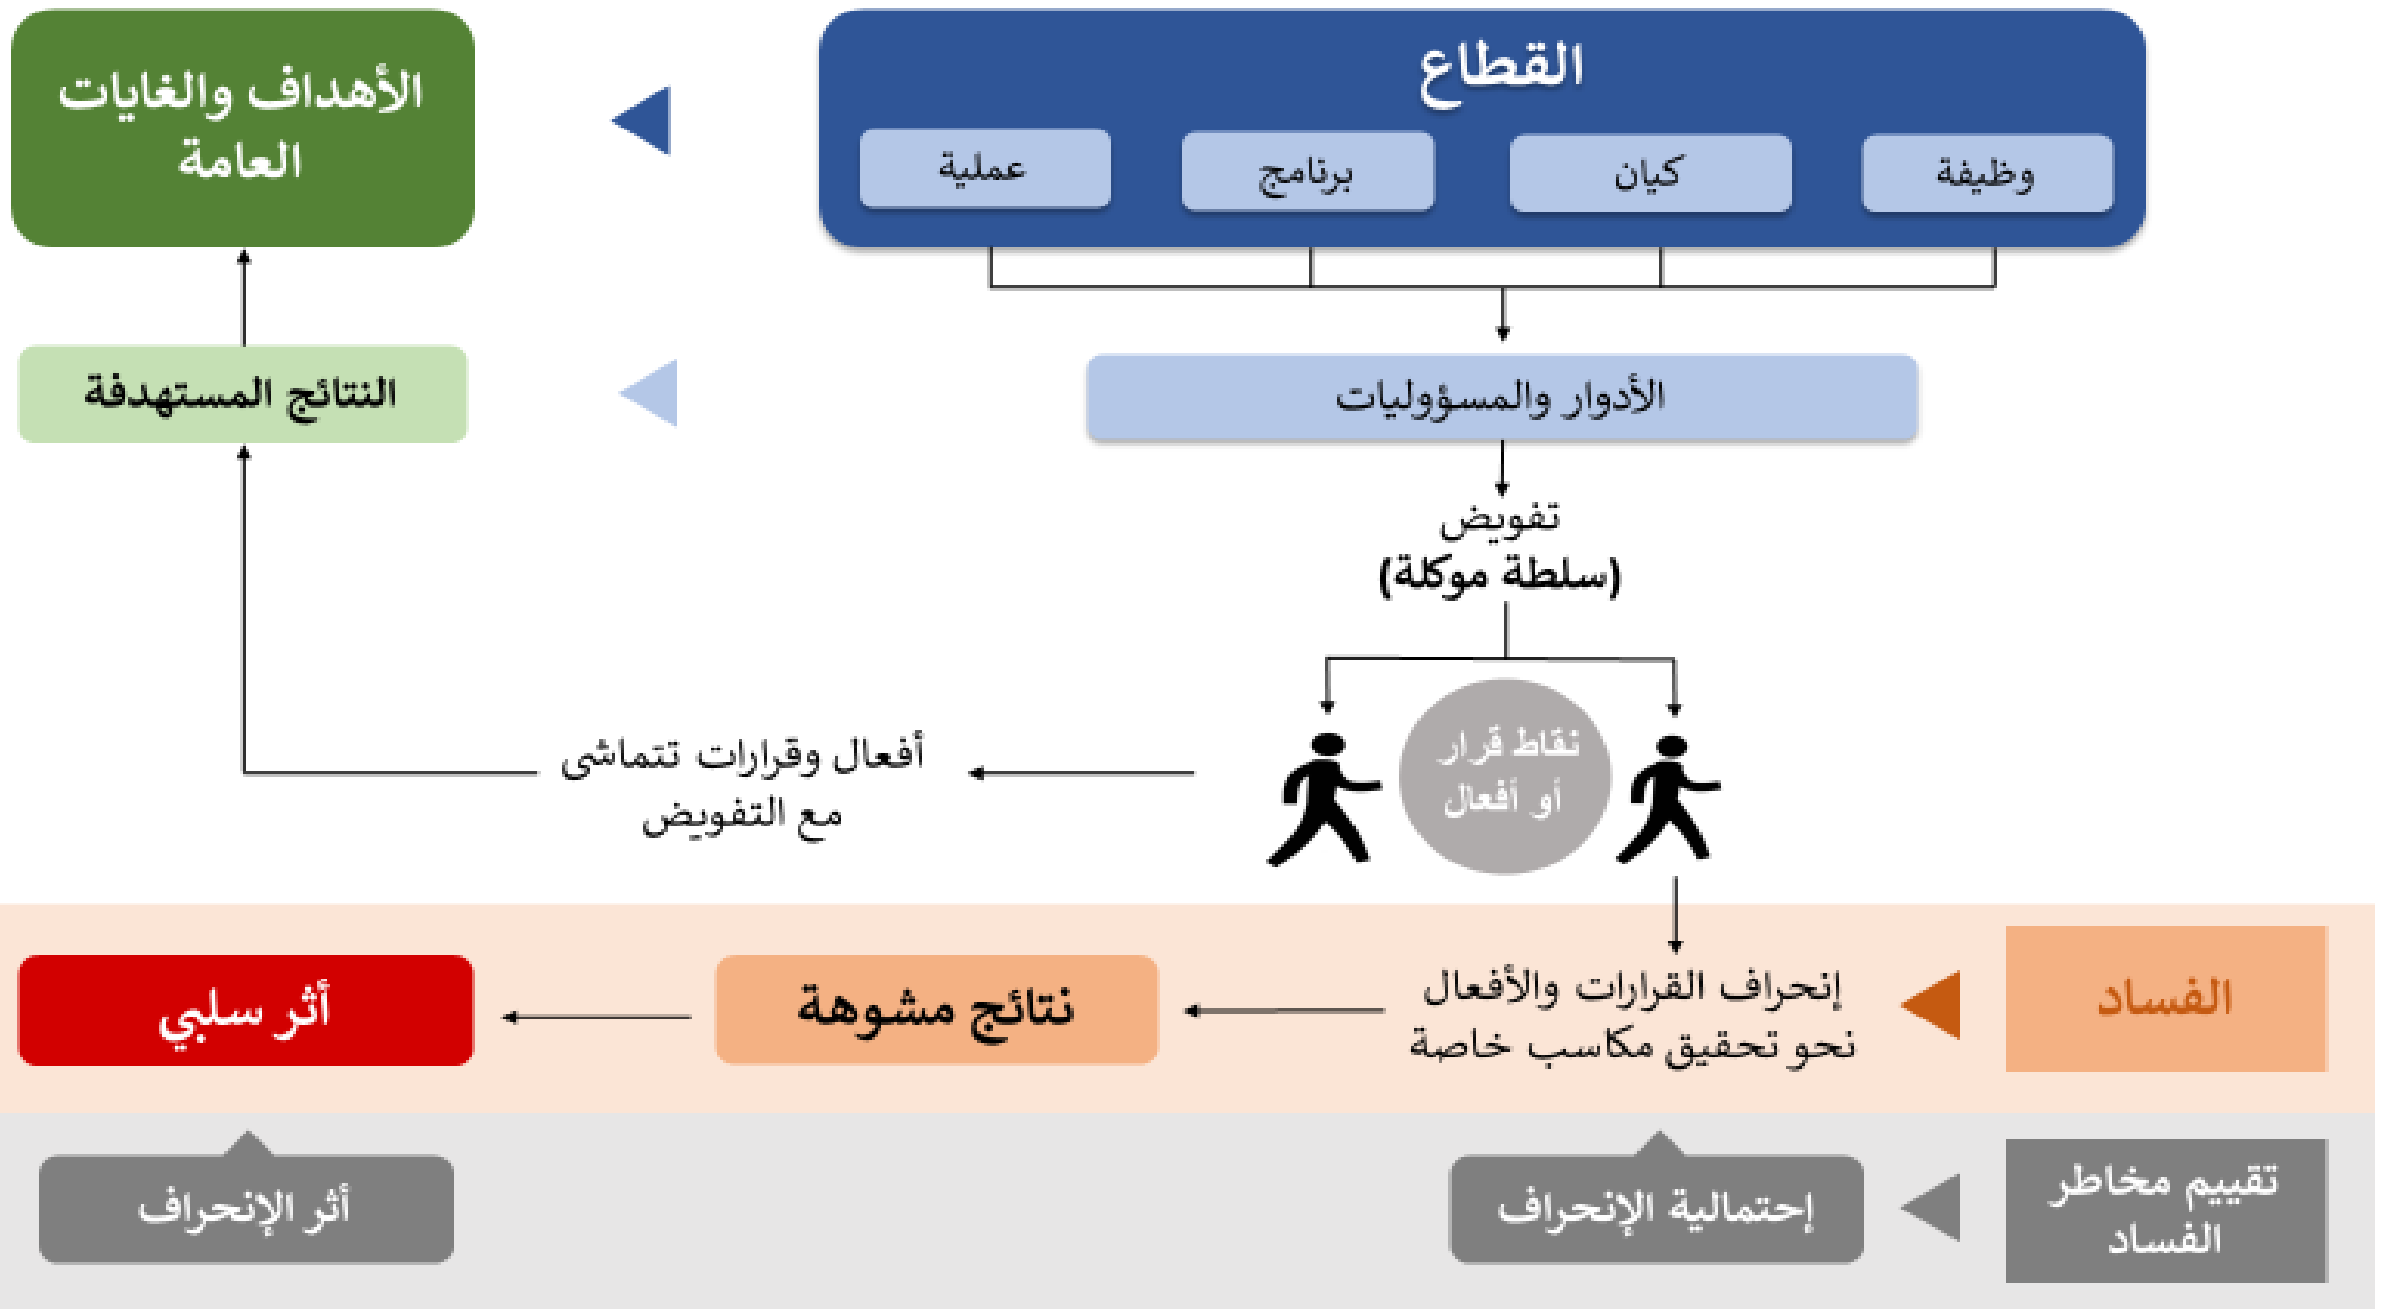 القطاع
وظيفة
كيان
برنامج
عملية
الأهداف والغايات
العامة
الأدوار والمسؤوليات
النتائج المستهدفة
تفويض
(سلطة موكلة)
نقاط قرار
أو أفعال
أفعال وقرارات تتماشى
مع التفويض
الفساد
إنحراف القرارات والأفعال
نحو تحقيق مكاسب خاصة
نتائج مشوهة
أثر سلبي
تقييم مخاطر
الفساد
إحتمالية الإنحراف
أثر الإنحراف